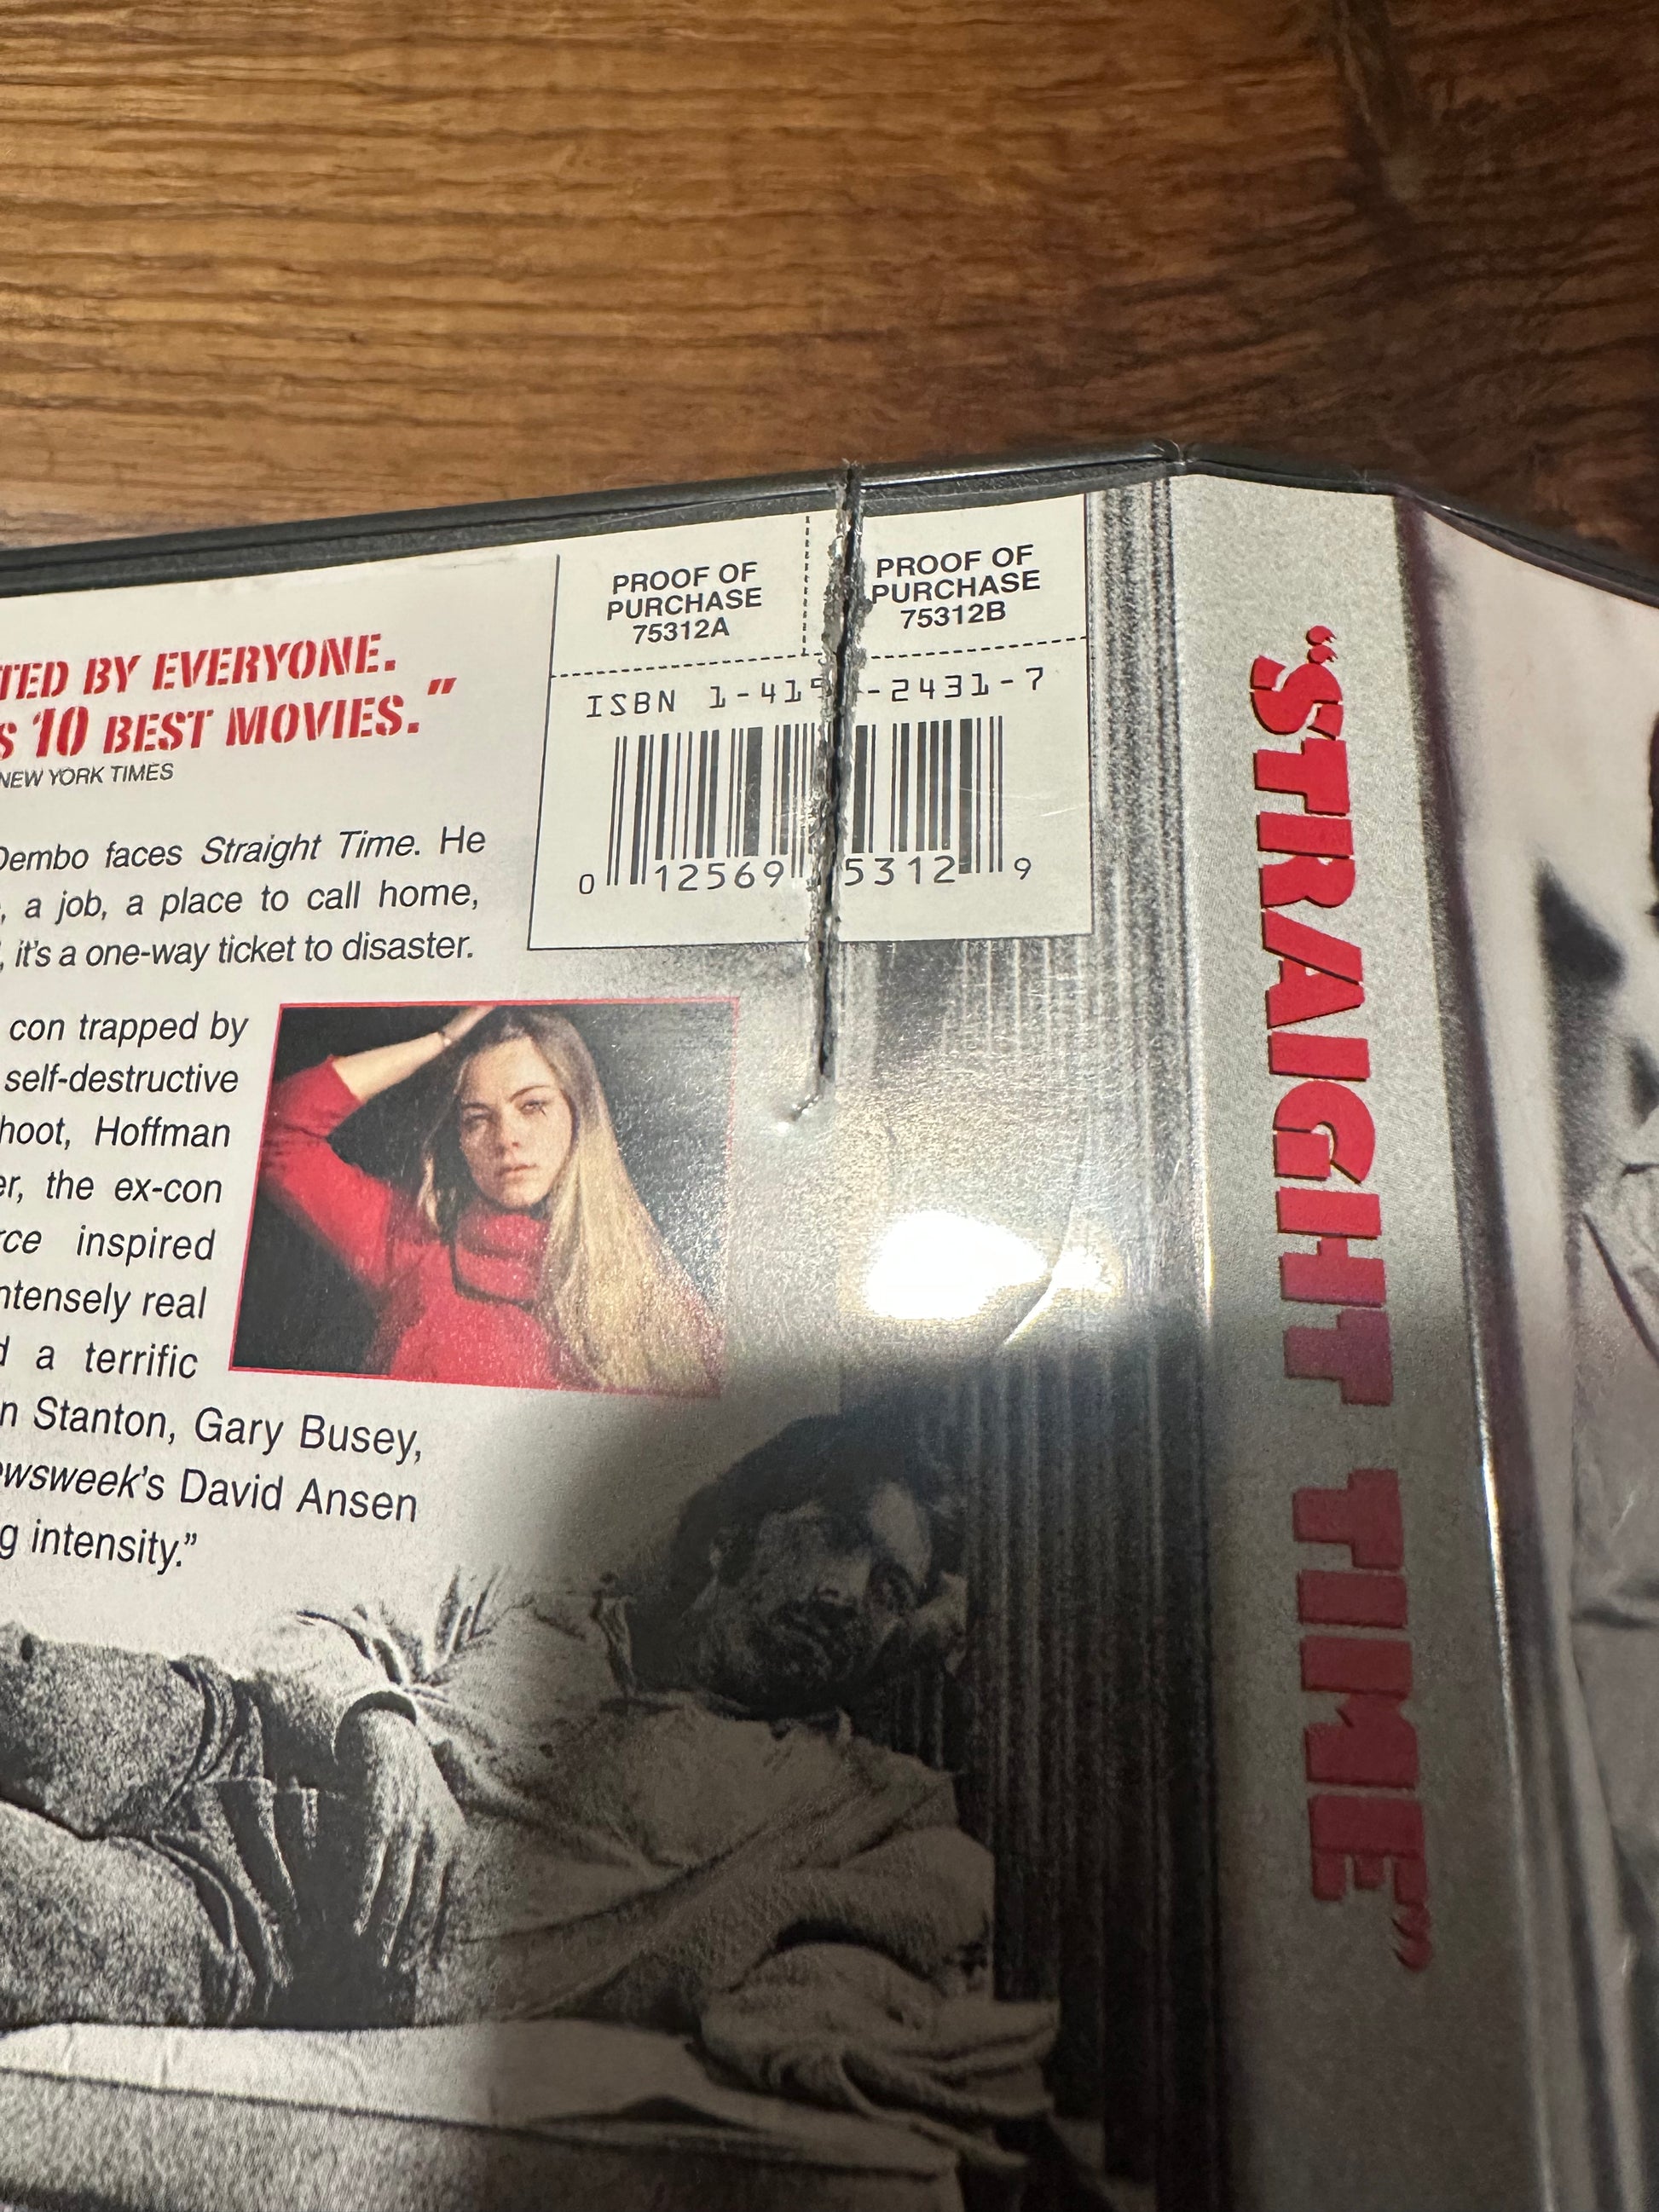 TED BY EVERYONE.
S 10 BEST MOVIES."
NEW YORK TIMES
Dembo faces Straight Time. He
, a job, a place to call home,
, it's a one-way ticket to disaster.
con trapped by
self-destructive
hoot, Hoffman
er, the ex-con
rce inspired
ntensely real
d a terrific
n Stanton, Gary Busey,
wsweek's David Ansen
g intensity."
PROOF OF
PURCHASE
75312A
PROOF OF
PURCHASE
75312B
ISBN 1-41 -2431-7
0 12569 5312 9
"STRAIGHT TIME"